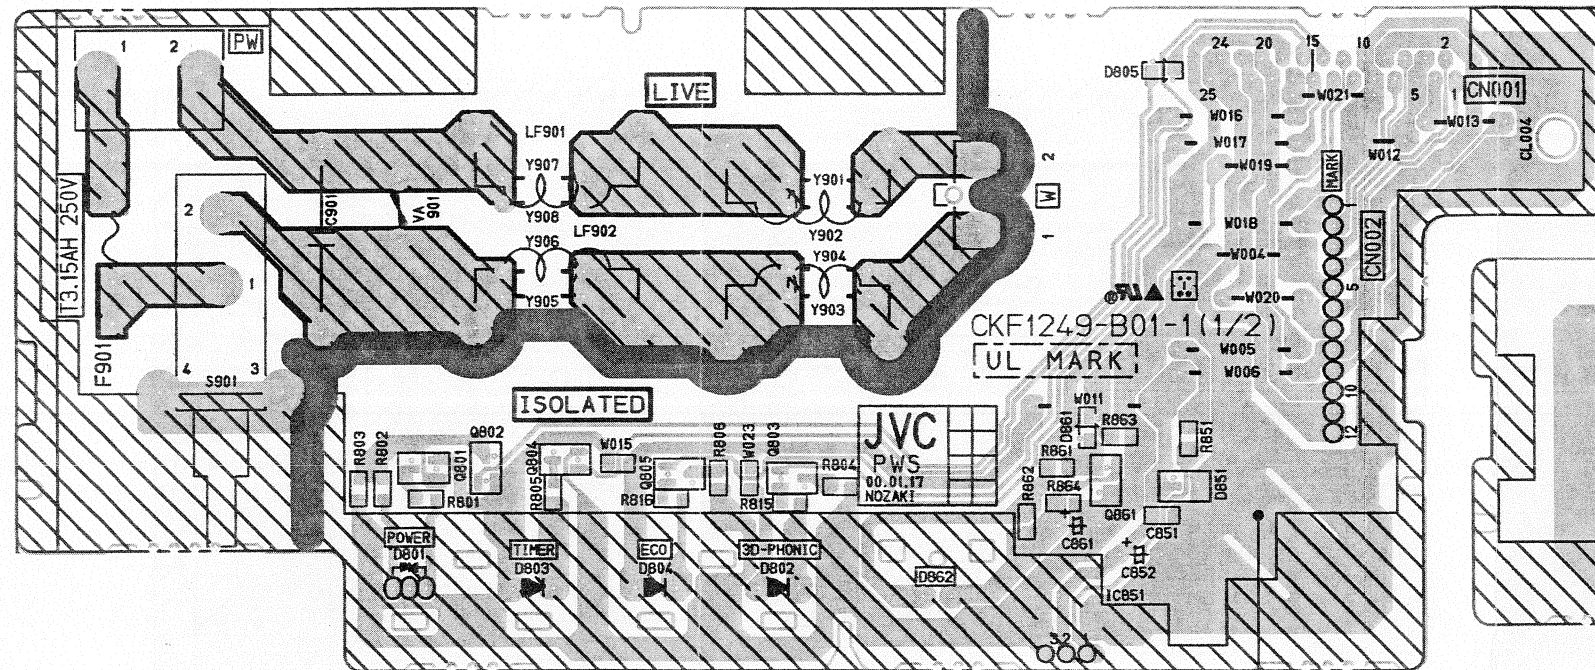 1 2 PW
LIVE
24 20 15 10 2
D805
25 W021 5 1 CN001
W016 W013
W017
W019 W012 CL004
MARK
LF901
Y907
Y901
2
W
1
T3.15AH 250V
2
C901
VA
901
Y908
Y906
LF902
Y902
Y904
Y905
Y903
1
F901
4 3
S901
W018
W004
W020
W005
W006
1
CN002
5
10
12
CKF1249-B01-1(1/2)
UL MARK
ISOLATED
JVC
PWS
00.01.17
NOZAKI
R803
R802
Q801
Q802
R801
Q804
R805
W015
Q805
R816
R806
W023
Q803
R815
R804
W011
D861
R863
R861
R864
R862
Q861
C861
R851
D851
C851
C852
IC851
POWER
D801
TIMER
D803
ECO
D804
3D-PHONIC
D802
D862
3 2 1